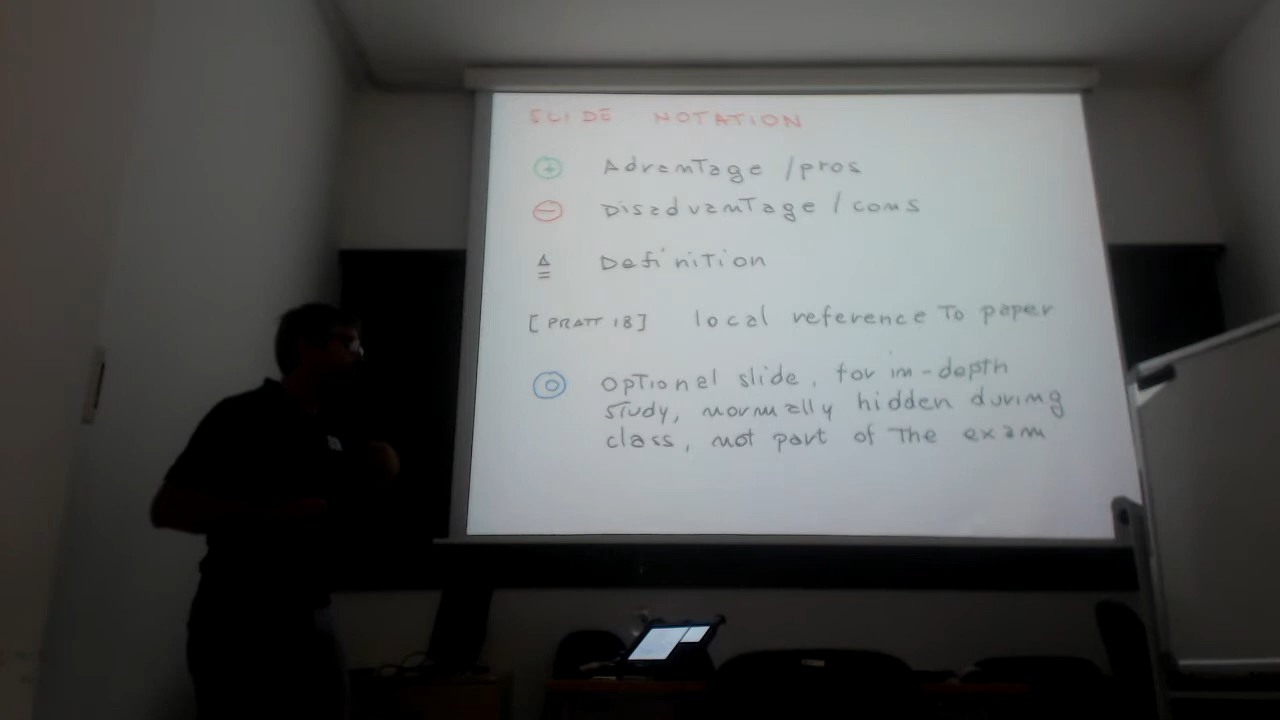 SLIDE NOTATION
+ Advantage / pros
- Disadvantage / cons
≜ Definition
[PRATT 18] local reference to paper
O Optional slide, for in-depth
study, normally hidden during
class, not part of the exam